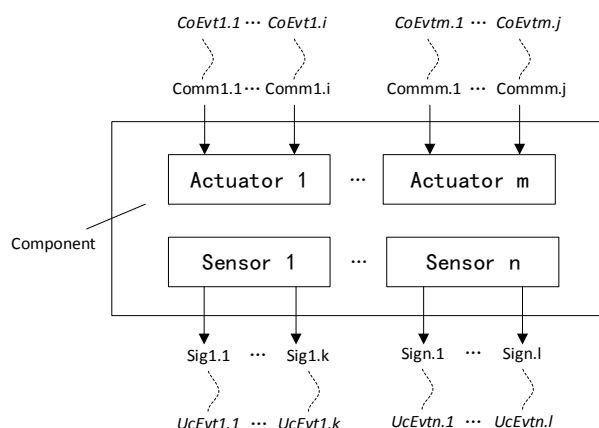 CoEvt1.1 ··· CoEvt1.i CoEvtm.1 ··· CoEvtm.j
Comm1.1 ··· Comm1.i Commm.1 ··· Commm.j
Actuator 1 ··· Actuator m
Component
Sensor 1 ··· Sensor n
Sig1.1 ··· Sig1.k Sign.1 ··· Sign.l
UcEvt1.1 ··· UcEvt1.k UcEvtn.1 ··· UcEvtn.l